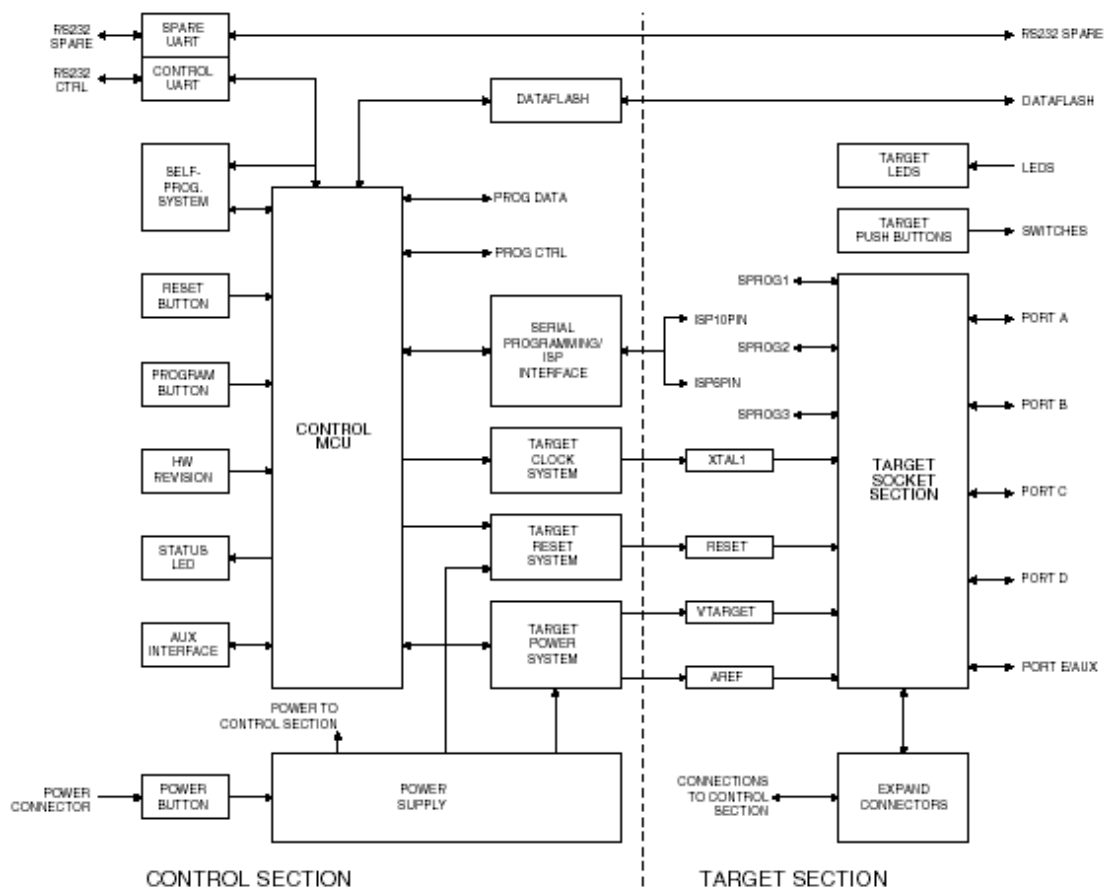 RS232
SPARE
SPARE
UART
RS232 SPARE
RS232
CTRL
CONTROL
UART
DATAFLASH
DATAFLASH
SELF-
PROG.
SYSTEM
TARGET
LEDS
LEDS
PROG DATA
TARGET
PUSH BUTTONS
SWITCHES
PROG CTRL
RESET
BUTTON
SPROG1
SERIAL
PROGRAMMING/
ISP
INTERFACE
ISP10PIN
PORT A
SPROG2
PROGRAM
BUTTON
ISP6PIN
PORT B
SPROG3
CONTROL
MCU
HW
REVISION
TARGET
CLOCK
SYSTEM
XTAL1
TARGET
SOCKET
SECTION
PORT C
STATUS
LED
TARGET
RESET
SYSTEM
RESET
PORT D
AUX
INTERFACE
TARGET
POWER
SYSTEM
VTARGET
AREF
PORT E/AUX
POWER TO
CONTROL SECTION
POWER
CONNECTOR
POWER
BUTTON
POWER
SUPPLY
CONNECTIONS
TO CONTROL
SECTION
EXPAND
CONNECTORS
CONTROL SECTION
TARGET SECTION